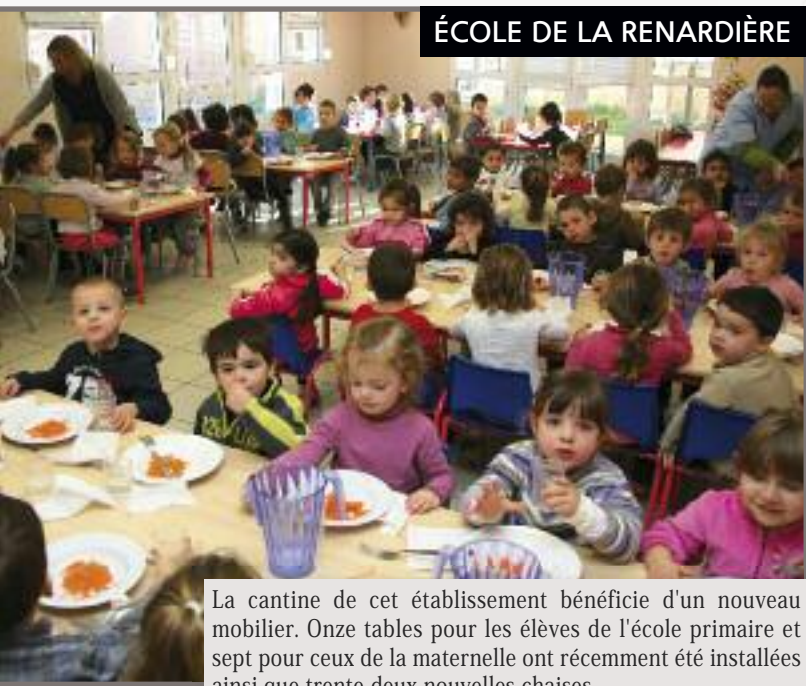 ÉCOLE DE LA RENARDIÈRE
La cantine de cet établissement bénéficie d'un nouveau
mobilier. Onze tables pour les élèves de l'école primaire et
sept pour ceux de la maternelle ont récemment été installées
ainsi que trente-deux nouvelles chaises.